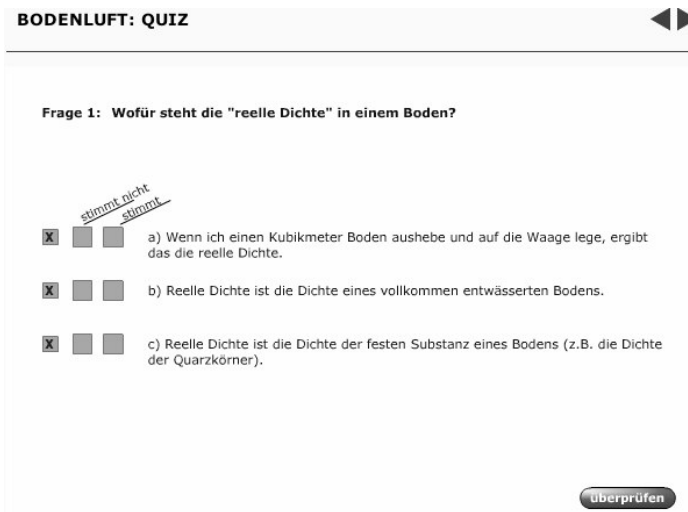 BODENLUFT: QUIZ
Frage 1: Wofür steht die "reelle Dichte" in einem Boden?
stimmt nicht
stimmt
X a) Wenn ich einen Kubikmeter Boden aushebe und auf die Waage lege, ergibt
das die reelle Dichte.
X b) Reelle Dichte ist die Dichte eines vollkommen entwässerten Bodens.
X c) Reelle Dichte ist die Dichte der festen Substanz eines Bodens (z.B. die Dichte
der Quarzkörner).
überprüfen